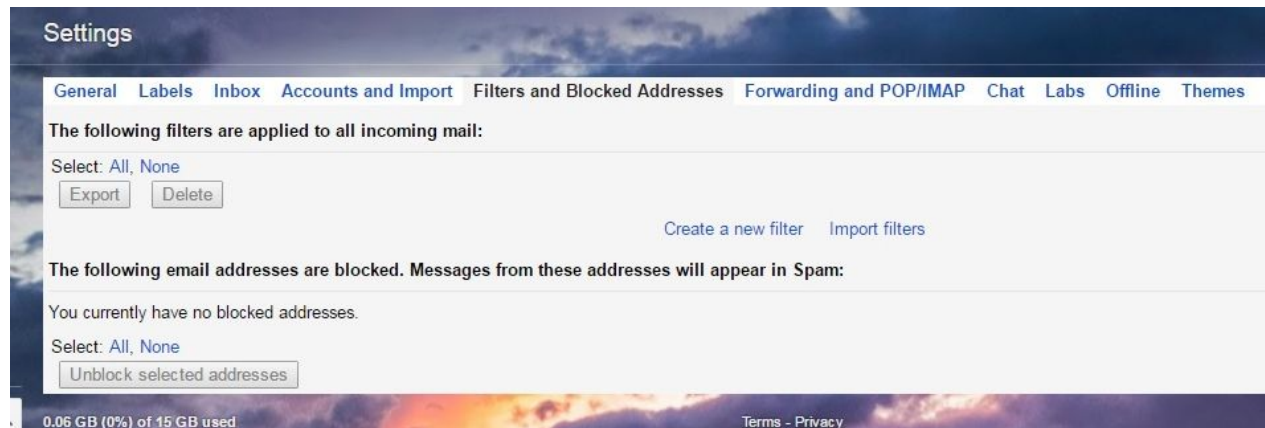 Settings
General Labels Inbox Accounts and Import Filters and Blocked Addresses Forwarding and POP/IMAP Chat Labs Offline Themes
The following filters are applied to all incoming mail:
Select: All, None
Export Delete
Create a new filter Import filters
The following email addresses are blocked. Messages from these addresses will appear in Spam:
You currently have no blocked addresses.
Select: All, None
Unblock selected addresses
0.06 GB (0%) of 15 GB used Terms - Privacy